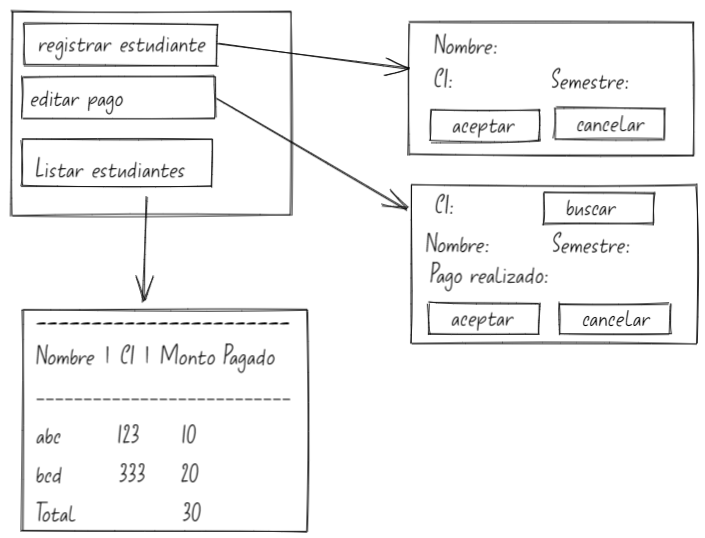 registrar estudiante
editar pago
Listar estudiantes
Nombre:
CI:
Semestre:
aceptar
cancelar
CI:
buscar
Nombre:
Semestre:
Pago realizado:
aceptar
cancelar
Nombre | CI | Monto Pagado
abc 123 10
bcd 333 20
Total 30